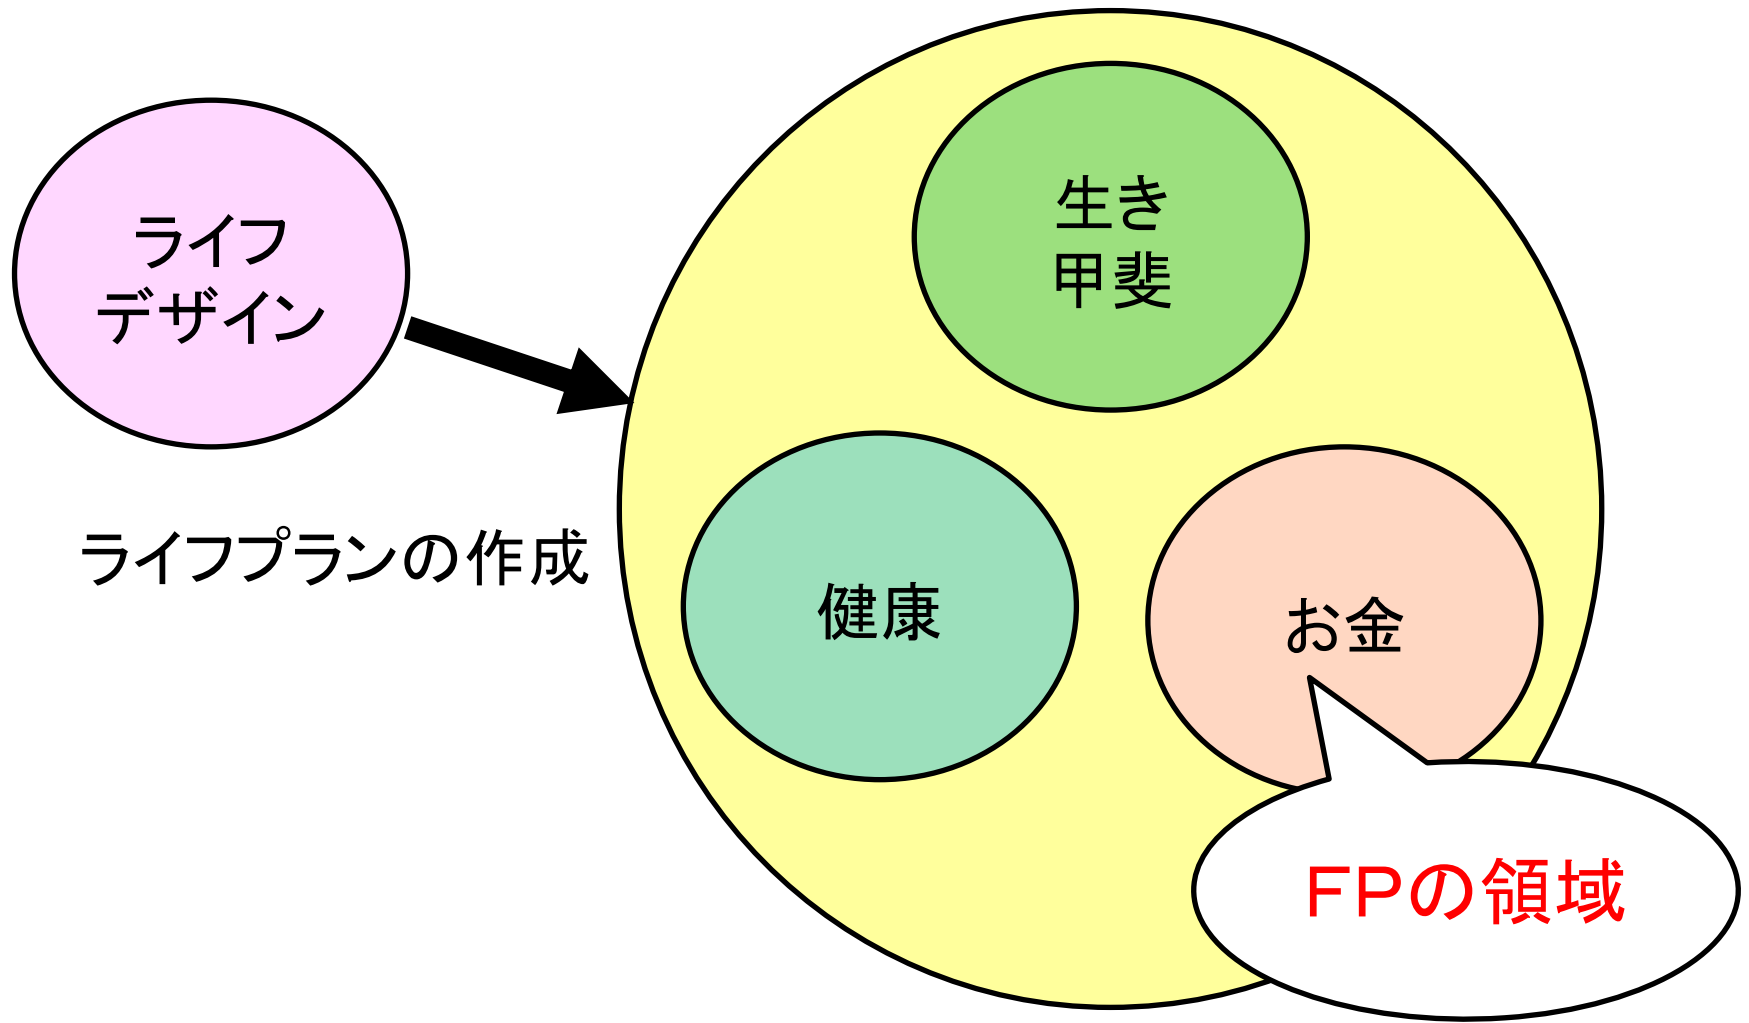 ライフ
デザイン
ライフプランの作成
生き
甲斐
健康
お金
ＦＰの領域